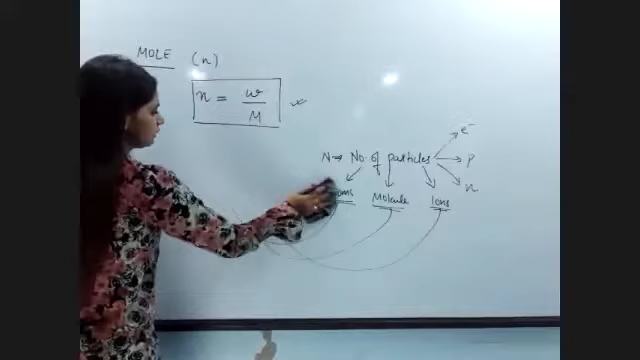 MOLE (n)
n = w/M
e⁻
N → No. of particles → p
n
Molecule Ions